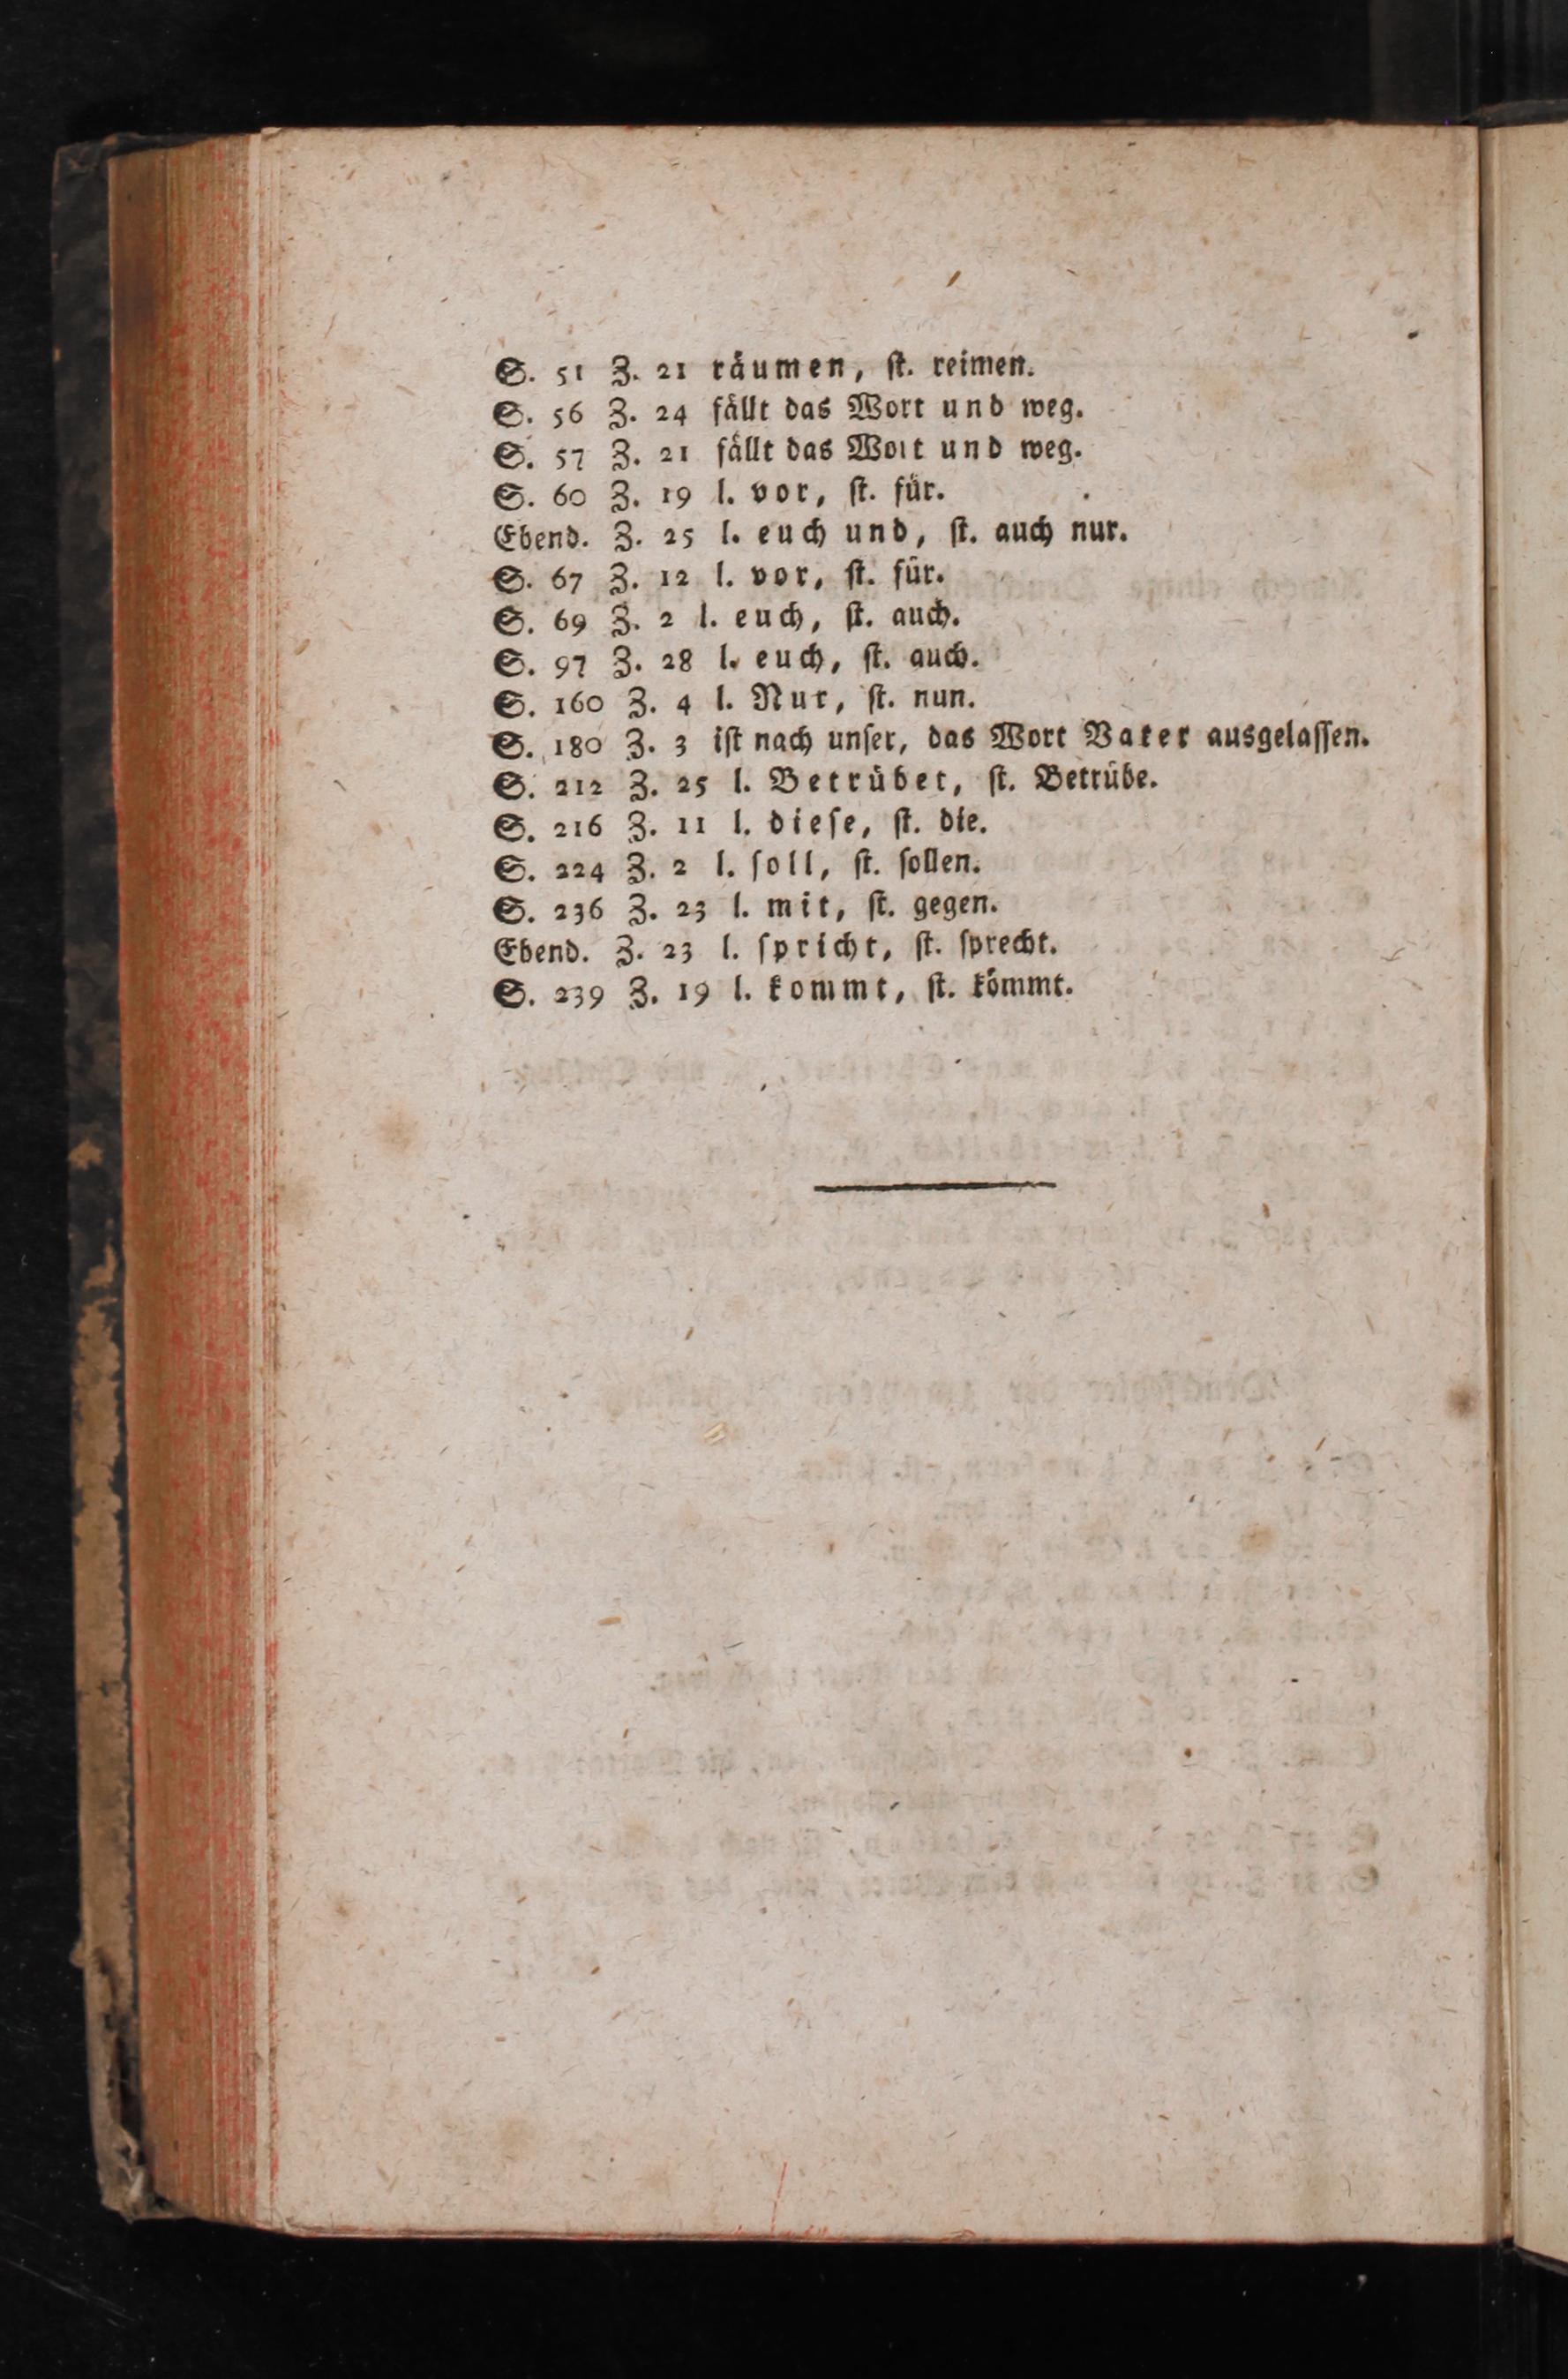 S. 51 Z. 21 räumen, ſt. reimen.
S. 56 Z. 24 fällt das Wort und weg.
S. 57 Z. 21 fällt das Wort und weg.
S. 60 Z. 19 l. vor, ſt. für.
Ebend. Z. 25 l. euch und, ſt. auch nur.
S. 67 Z. 12 l. vor, ſt. für.
S. 69 Z. 2 l. euch, ſt. auch.
S. 97 Z. 28 l. euch, ſt. auch.
S. 160 Z. 4 l. Nur, ſt. nun.
S. 180 Z. 3 iſt nach unſer, das Wort Vater ausgelaſſen.
S. 212 Z. 25 l. Betrübet, ſt. Betrübe.
S. 216 Z. 11 l. dieſe, ſt. die.
S. 224 Z. 2 l. ſoll, ſt. ſollen.
S. 236 Z. 23 l. mit, ſt. gegen.
Ebend. Z. 23 l. ſpricht, ſt. ſprecht.
S. 239 Z. 19 l. kommt, ſt. kömmt.